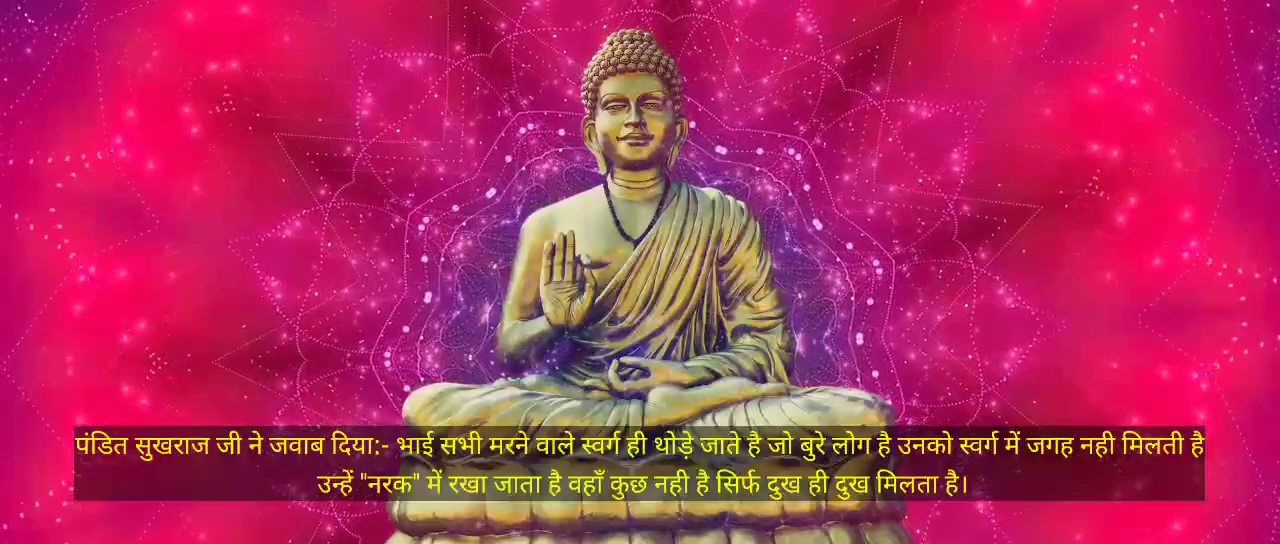 पंडित सुखराज जी ने जवाब दिया:- भाई सभी मरने वाले स्वर्ग ही थोड़े जाते है जो बुरे लोग है उनको स्वर्ग में जगह नही मिलती है
उन्हें "नरक" में रखा जाता है वहाँ कुछ नही है सिर्फ दुख ही दुख मिलता है।